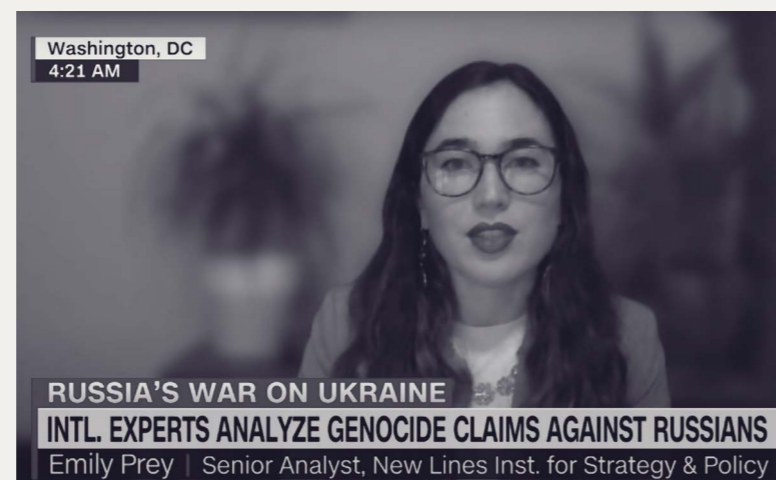 Washington, DC
4:21 AM
RUSSIA'S WAR ON UKRAINE
INTL. EXPERTS ANALYZE GENOCIDE CLAIMS AGAINST RUSSIANS
Emily Prey | Senior Analyst, New Lines Inst. for Strategy & Policy